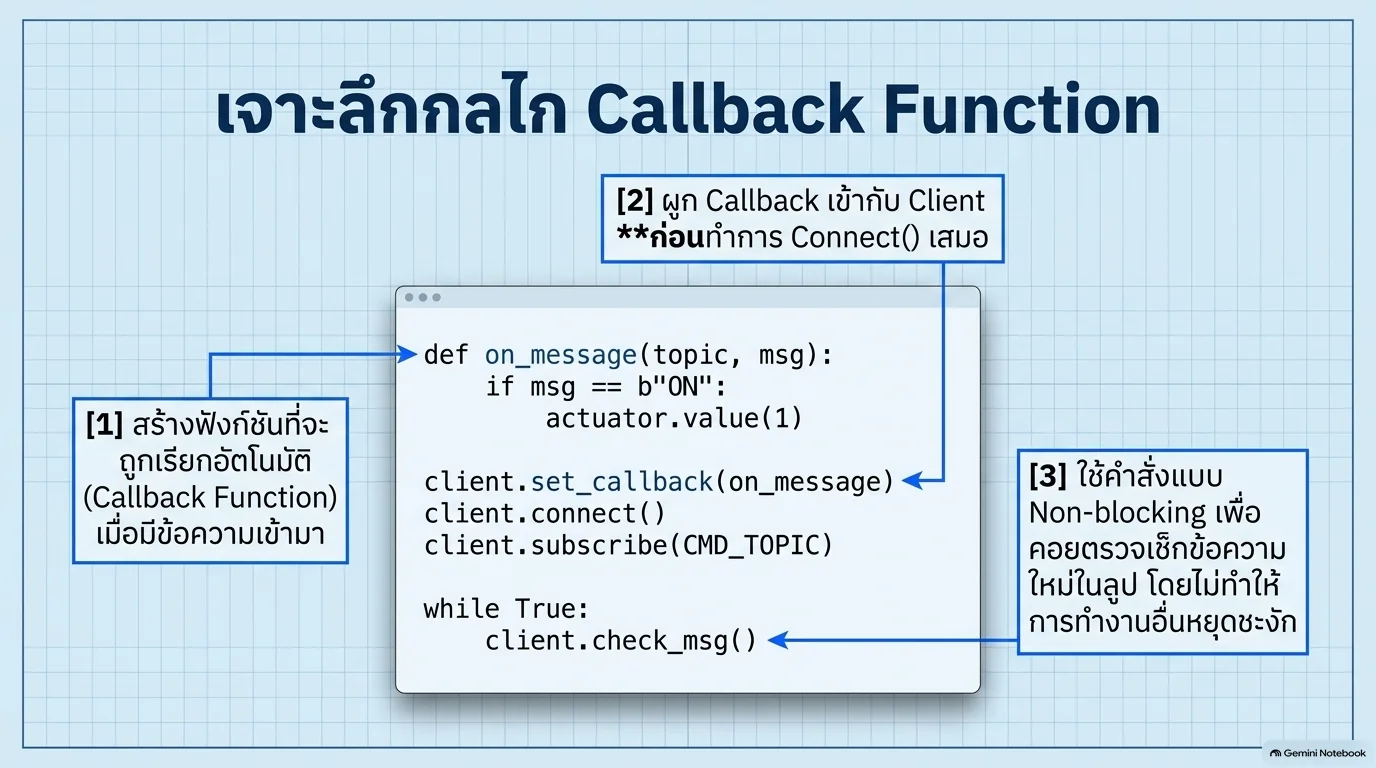 เจาะลึกกลไก Callback Function
[2] ผูก Callback เข้ากับ Client
**ก่อนทำการ Connect() เสมอ
def on_message(topic, msg):
    if msg == b"ON":
        actuator.value(1)
[1] สร้างฟังก์ชันที่จะ
ถูกเรียกอัตโนมัติ
(Callback Function)
เมื่อมีข้อความเข้ามา
client.set_callback(on_message)
client.connect()
client.subscribe(CMD_TOPIC)
while True:
    client.check_msg()
[3] ใช้คำสั่งแบบ
Non-blocking เพื่อ
คอยตรวจเช็กข้อความ
ใหม่ในลูป โดยไม่ทำให้
การทำงานอื่นหยุดชะงัก
Gemini Notebook